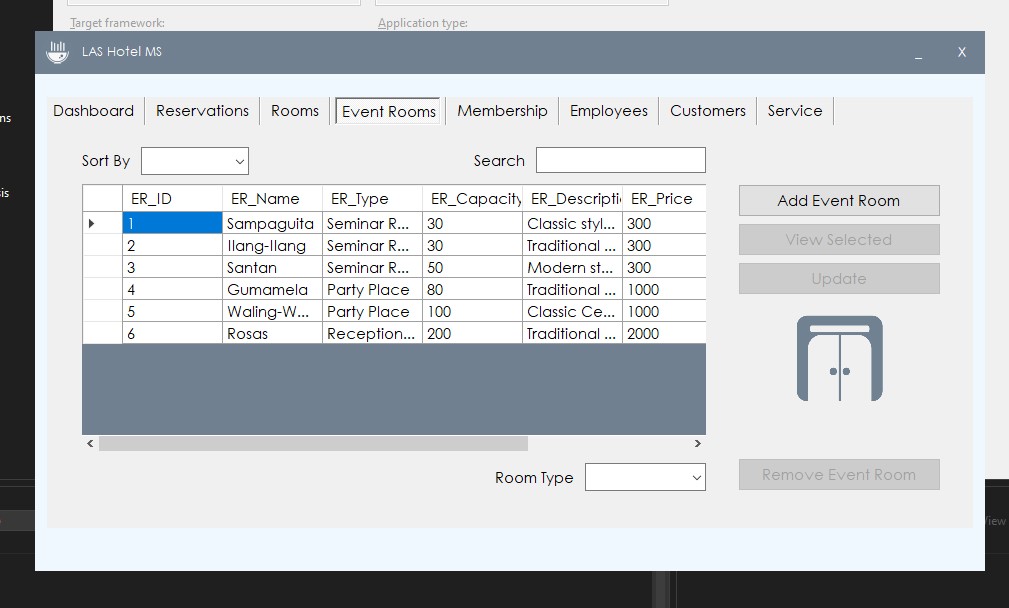 Target framework: Application type:
LAS Hotel MS _ X
ns
Dashboard Reservations Rooms Event Rooms Membership Employees Customers Service
Sort By Search
sis
ER_ID ER_Name ER_Type ER_Capacity ER_Descripti ER_Price
1 Sampaguita Seminar R... 30 Classic styl... 300
2 Ilang-Ilang Seminar R... 30 Traditional ... 300
3 Santan Seminar R... 50 Modern st... 300
4 Gumamela Party Place 80 Traditional ... 1000
5 Waling-W... Party Place 100 Classic Ce... 1000
6 Rosas Reception... 200 Traditional ... 2000
Add Event Room
View Selected
Update
Room Type
Remove Event Room
View